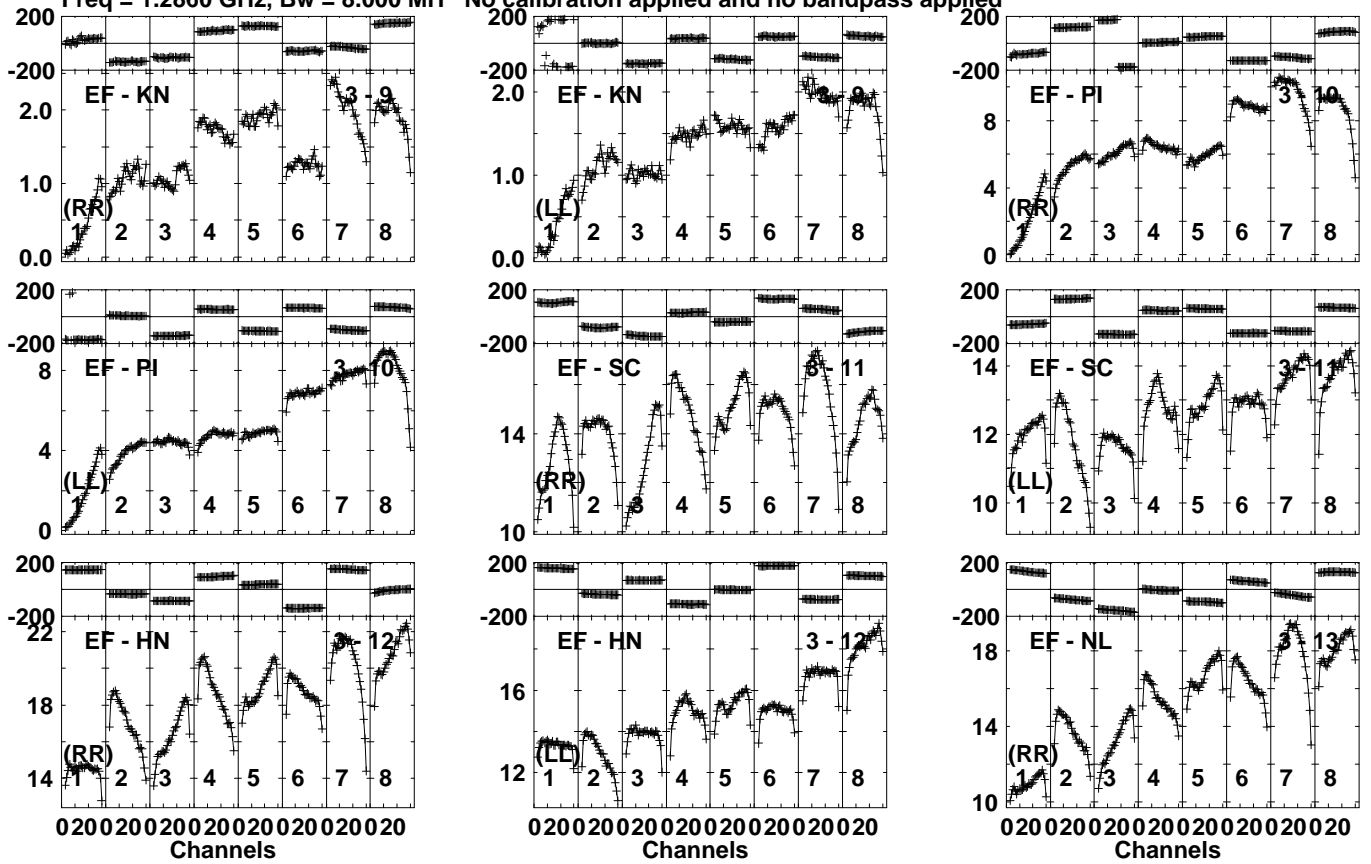 Freq = 1.2860 GHz, Bw = 8.000 MH No calibration applied and no bandpass applied
200 200 200
-200 -200 -200
EF - KN 3 - 9 EF - KN 3 - 9 EF - PI 3 - 10
2.0 2.0 8
1.0 1.0 4
(RR) (LL) (RR)
1 2 3 4 5 6 7 8 1 2 3 4 5 6 7 8 1 2 3 4 5 6 7 8
0.0 0.0 0
200 200 200
-200 -200 -200
EF - PI 3 - 10 EF - SC 3 - 11 EF - SC 3 - 11
8 14 14
4 12
(LL) (RR) (LL)
1 2 3 4 5 6 7 8 1 2 3 4 5 6 7 8 1 2 3 4 5 6 7 8
0 10 10
200 200 200
-200 -200 -200
22
EF - HN 3 - 12 EF - HN 3 - 12 EF - NL 3 - 13
18 16 18
14
(RR) (LL) (RR)
1 2 3 4 5 6 7 8 1 2 3 4 5 6 7 8 1 2 3 4 5 6 7 8
14 12 10
0 20 0 20 0 20 0 20 0 20 0 20 0 20 0 20 0 20 0 20 0 20 0 20 0 20 0 20 0 20 0 20 0 20 0 20 0 20 0 20 0 20 0 20 0 20 0 20
Channels Channels Channels